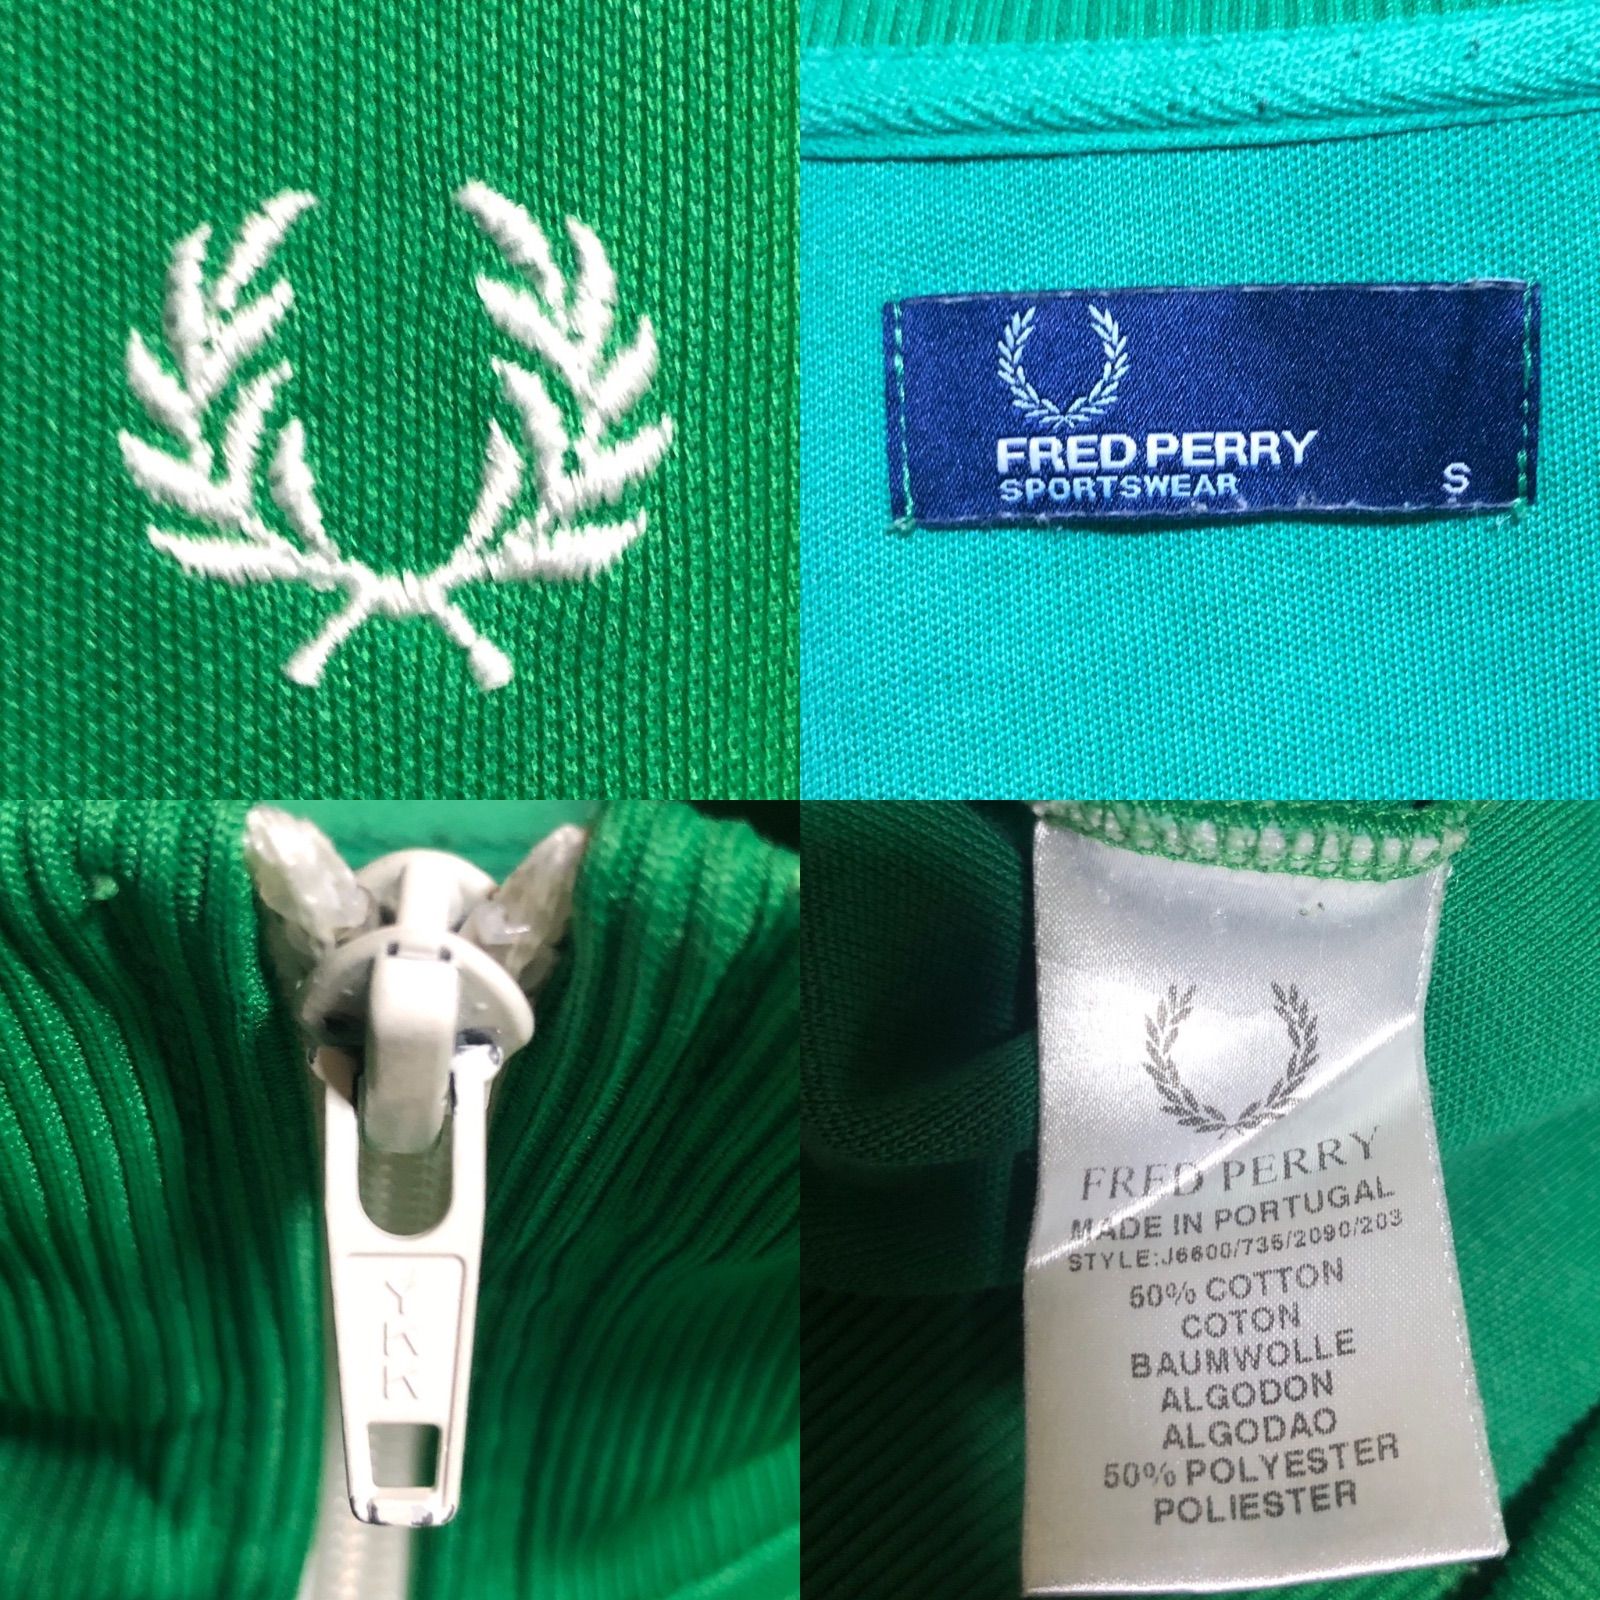 FRED PERRY
SPORTSWEAR
S
YKK
FRED PERRY
MADE IN PORTUGAL
STYLE:J6600/735/2090/203
50% COTTON
COTON
BAUMWOLLE
ALGODON
ALGODAO
50% POLYESTER
POLIESTER